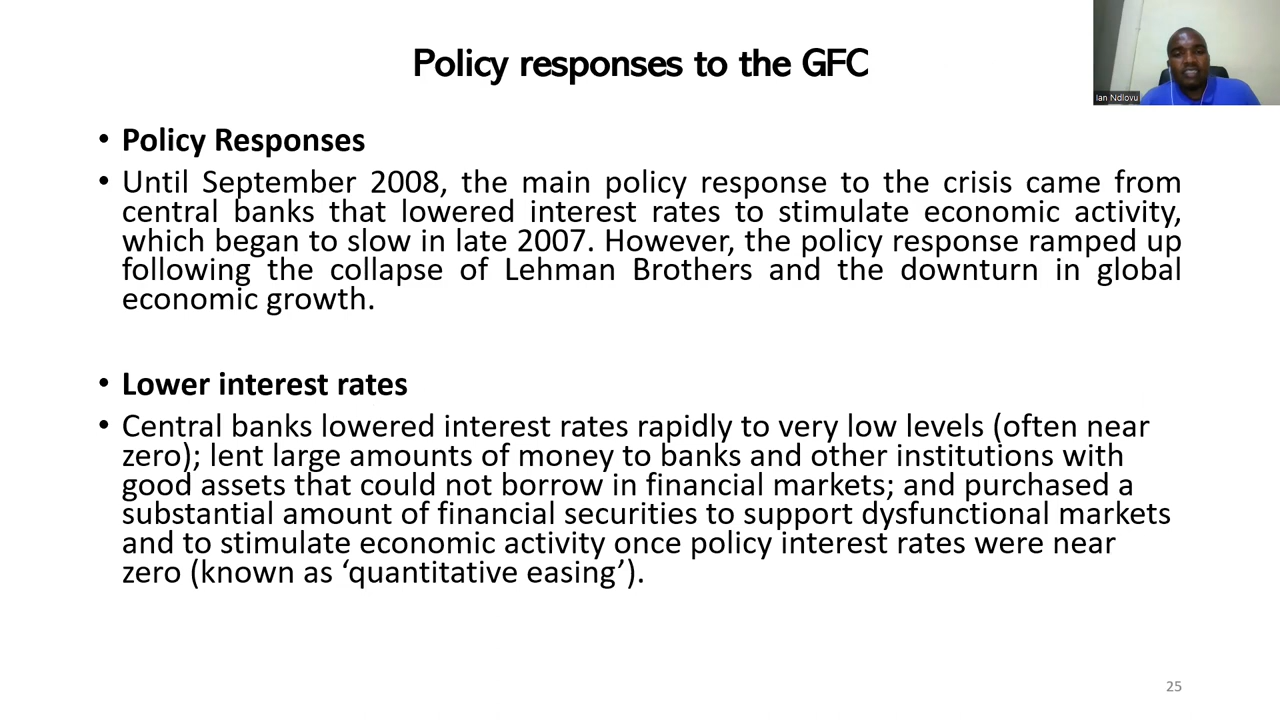 Policy responses to the GFC
Ian Ndlovu
• Policy Responses
• Until September 2008, the main policy response to the crisis came from
central banks that lowered interest rates to stimulate economic activity,
which began to slow in late 2007. However, the policy response ramped up
following the collapse of Lehman Brothers and the downturn in global
economic growth.
• Lower interest rates
• Central banks lowered interest rates rapidly to very low levels (often near
zero); lent large amounts of money to banks and other institutions with
good assets that could not borrow in financial markets; and purchased a
substantial amount of financial securities to support dysfunctional markets
and to stimulate economic activity once policy interest rates were near
zero (known as ‘quantitative easing’).
25